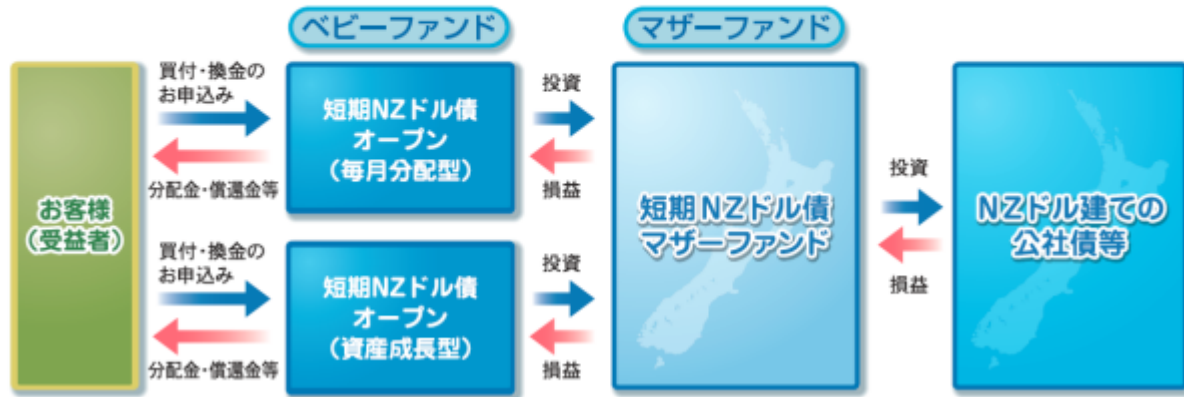 ベビーファンド
マザーファンド
買付・換金の
お申込み
分配金・償還金等
短期NZドル債
オープン
(毎月分配型)
投資
損益
お客様
(受益者)
買付・換金の
お申込み
分配金・償還金等
短期NZドル債
オープン
(資産成長型)
投資
損益
短期NZドル債
マザーファンド
投資
損益
NZドル建ての
公社債等